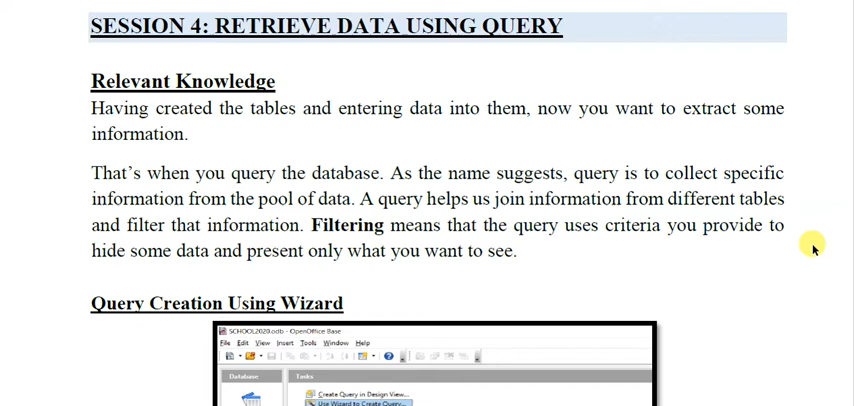 SESSION 4: RETRIEVE DATA USING QUERY
Relevant Knowledge
Having created the tables and entering data into them, now you want to extract some
information.
That's when you query the database. As the name suggests, query is to collect specific
information from the pool of data. A query helps us join information from different tables
and filter that information. Filtering means that the query uses criteria you provide to
hide some data and present only what you want to see.
Query Creation Using Wizard
SCHOOL2020.odb - OpenOffice Base
File Edit View Insert Tools Window Help
Database Tasks
Create Query in Design View...
Use Wizard to Create Query...